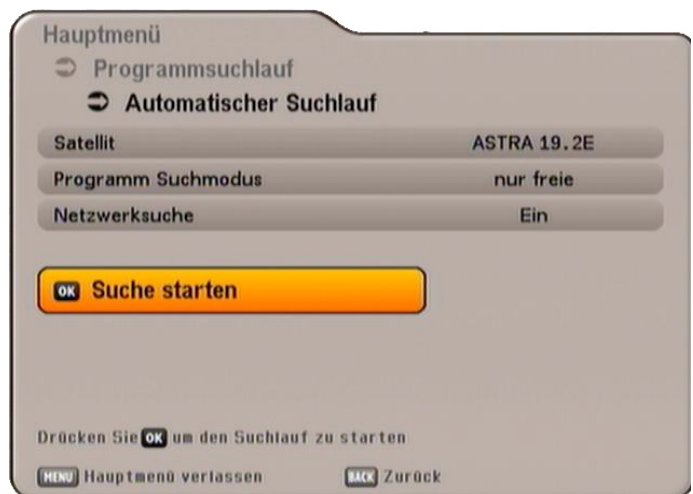 Hauptmenü
Programmsuchlauf
Automatischer Suchlauf
Satellit ASTRA 19.2E
Programm Suchmodus nur freie
Netzwerksuche Ein
OK Suche starten
Drücken Sie OK um den Suchlauf zu starten
MENU Hauptmenü verlassen BACK Zurück